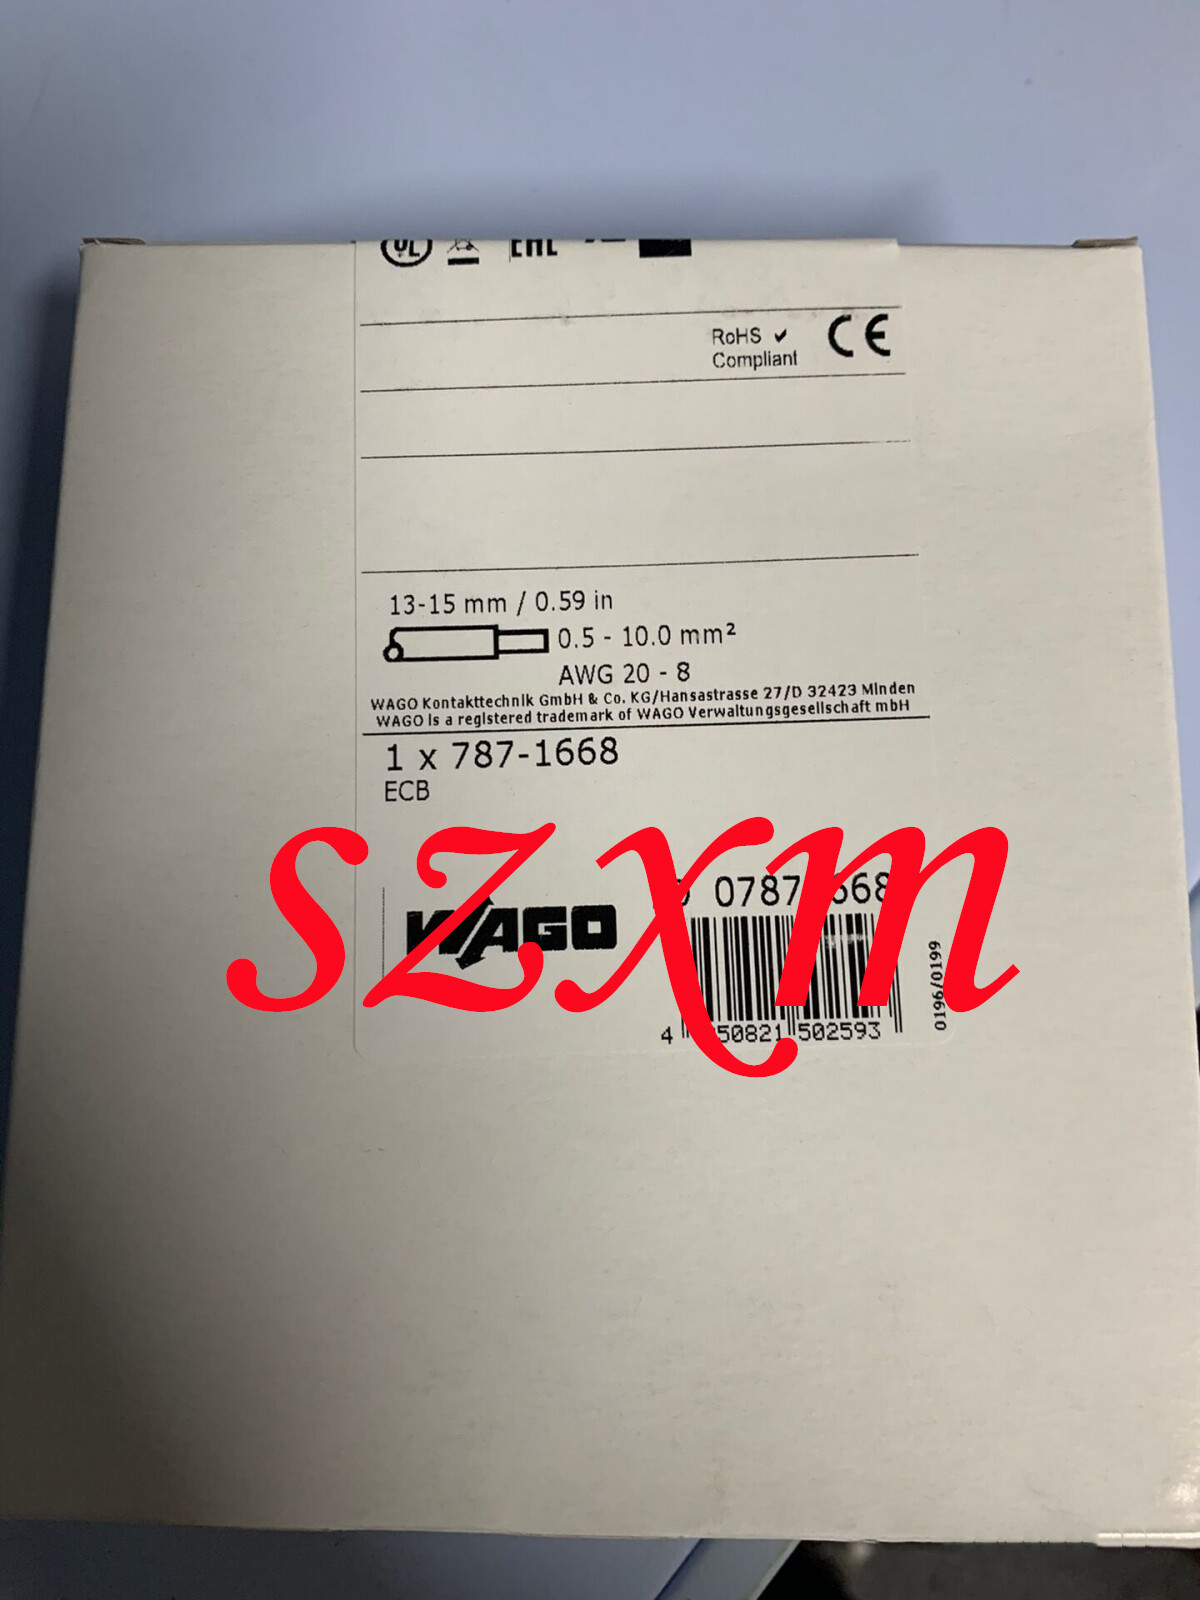 UL EAC
RoHS ✓ CE
Compliant
13-15 mm / 0.59 in
0.5 - 10.0 mm²
AWG 20 - 8
WAGO Kontakttechnik GmbH & Co. KG/Hansastrasse 27/D 32423 Minden
WAGO is a registered trademark of WAGO Verwaltungsgesellschaft mbH
1 x 787-1668
ECB
szxm
WAGO
0196/0199